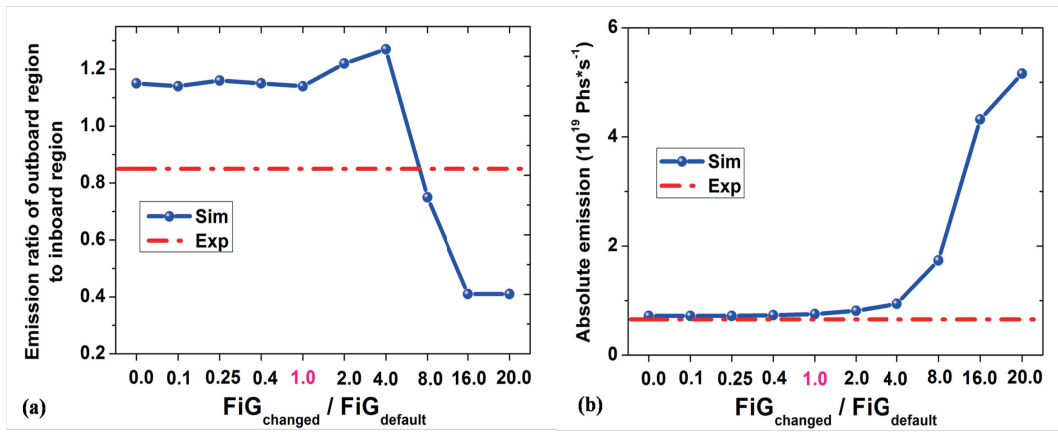 Emission ratio of outboard region
to inboard region
1.2
1.0
0.8
0.6
0.4
0.2
Sim
Exp
0.0 0.1 0.25 0.4 1.0 2.0 4.0 8.0 16.0 20.0
(a)
FiGchanged / FiGdefault
Absolute emission (10¹⁹ Phs*s⁻¹)
6
4
2
0
Sim
Exp
0.0 0.1 0.25 0.4 1.0 2.0 4.0 8.0 16.0 20.0
(b)
FiGchanged / FiGdefault